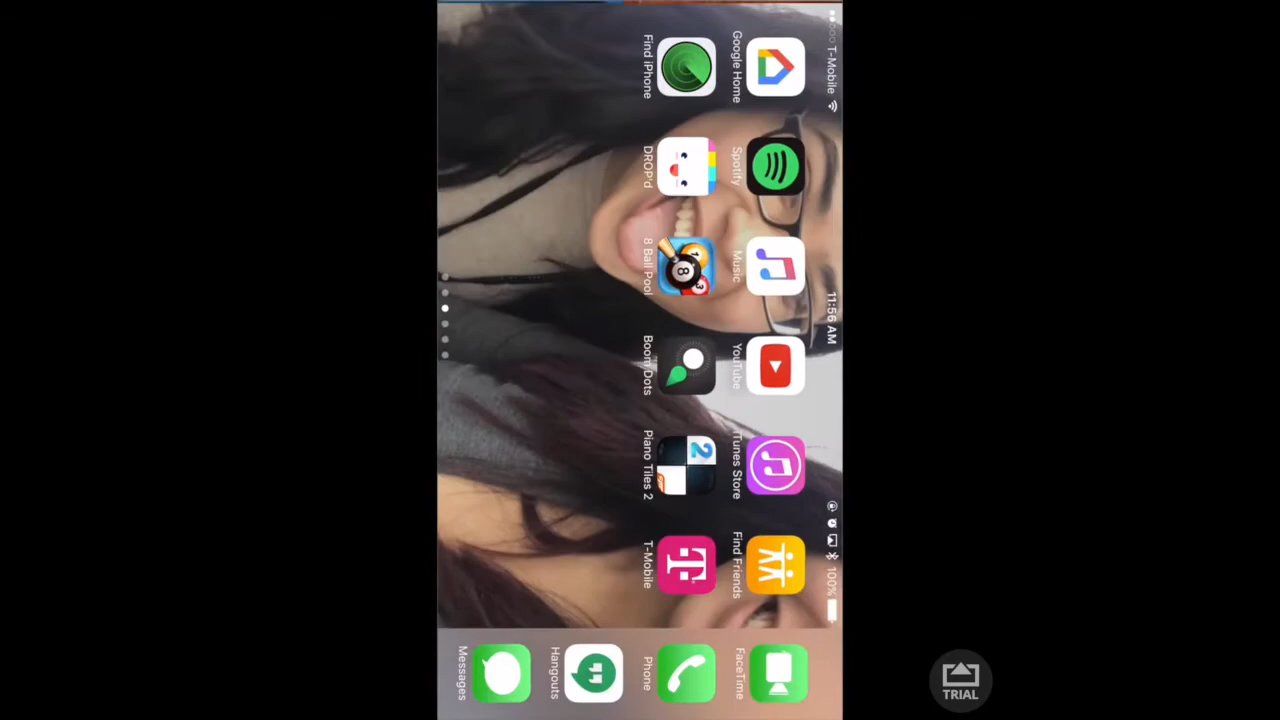 T-Mobile
11:56 AM
100%
Google Home
Spotify
Music
YouTube
iTunes Store
Find Friends
Find iPhone
DROP'd
8 Ball Pool
Boom Dots
Piano Tiles 2
T-Mobile
FaceTime
Phone
Hangouts
Messages
TRIAL